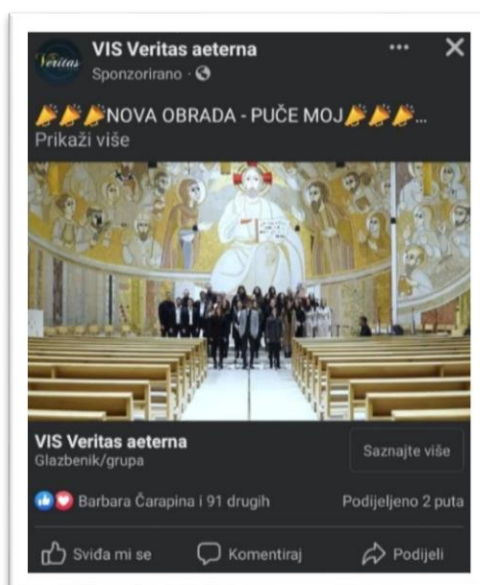 Veritas
VIS Veritas aeterna
Sponzorirano ·
NOVA OBRADA - PUČE MOJ ...
Prikaži više
VIS Veritas aeterna
Glazbenik/grupa
Saznajte više
Barbara Čarapina i 91 drugih
Podijeljeno 2 puta
Sviđa mi se
Komentiraj
Podijeli